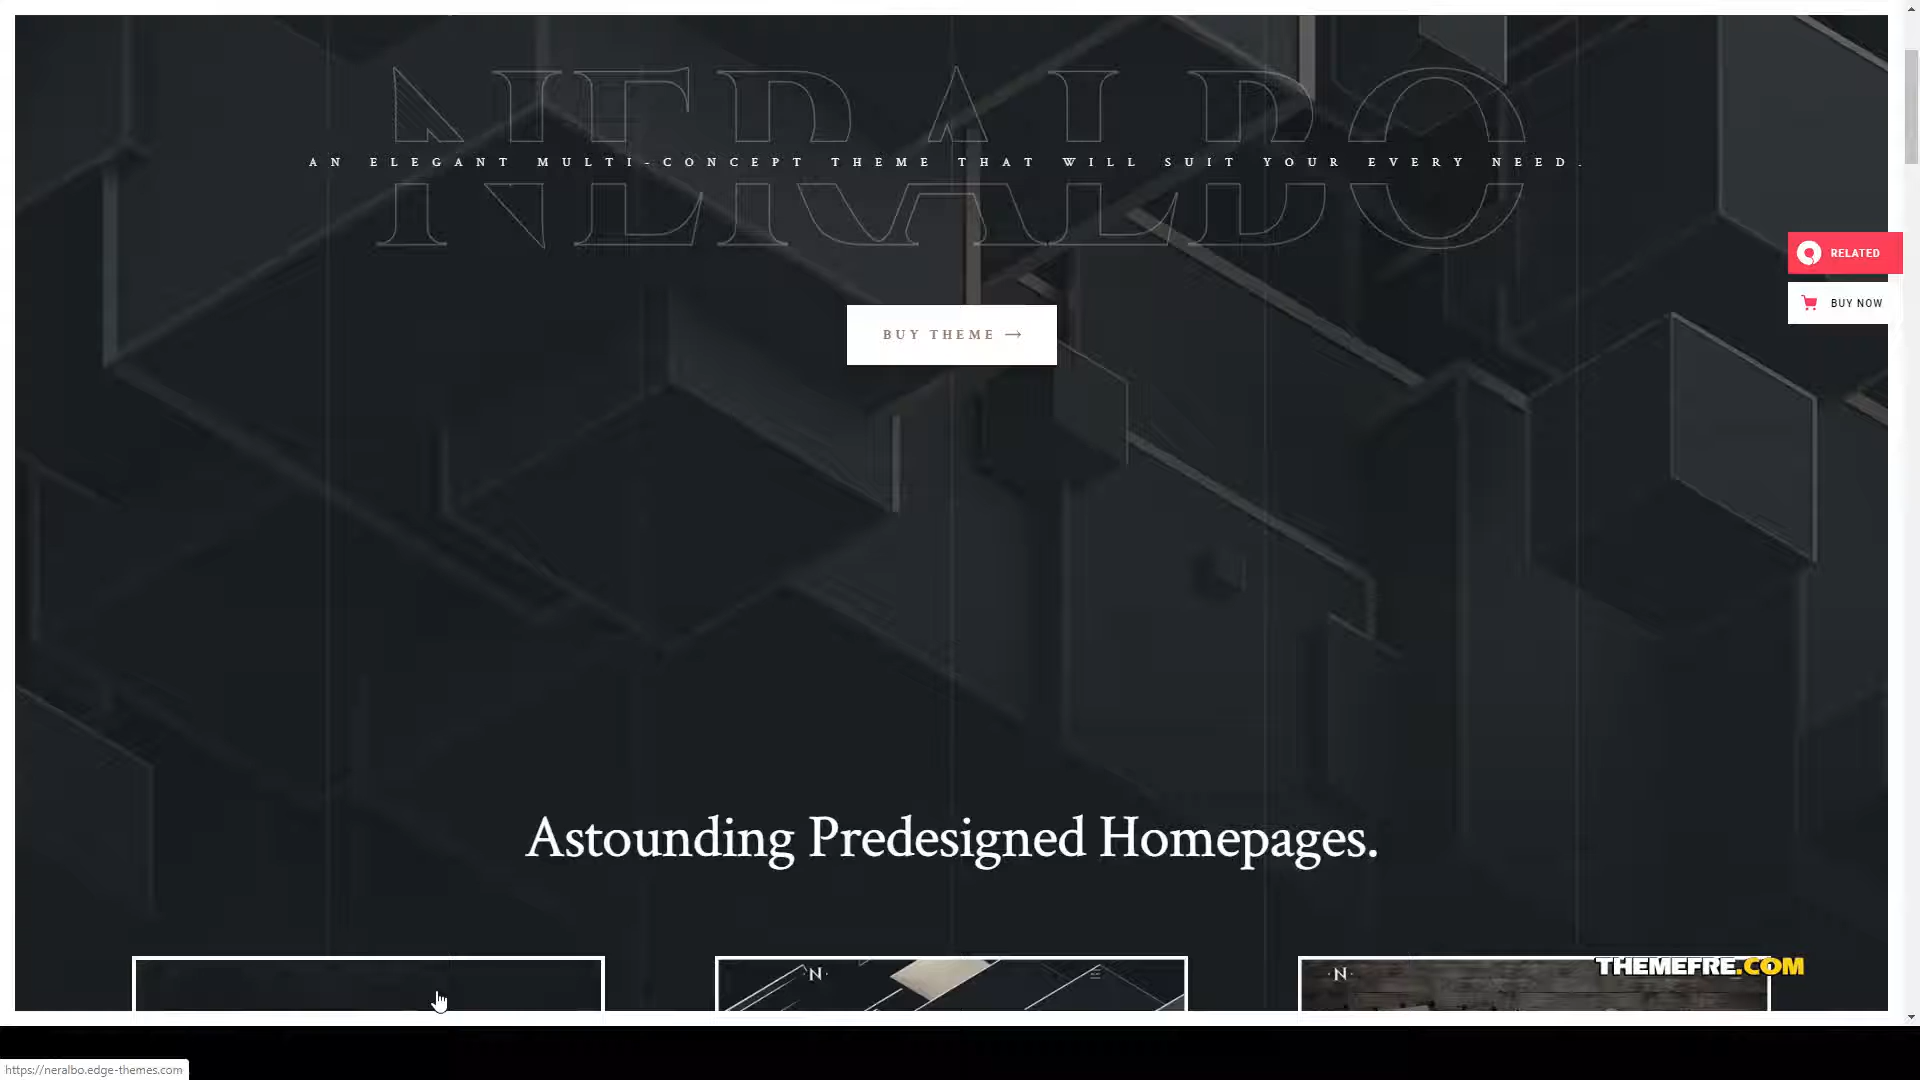 NERALBO
AN ELEGANT MULTI-CONCEPT THEME THAT WILL SUIT YOUR EVERY NEED.
RELATED
BUY NOW
BUY THEME →
Astounding Predesigned Homepages.
N
N
THEMEFRE.COM
https://neralbo.edge-themes.com